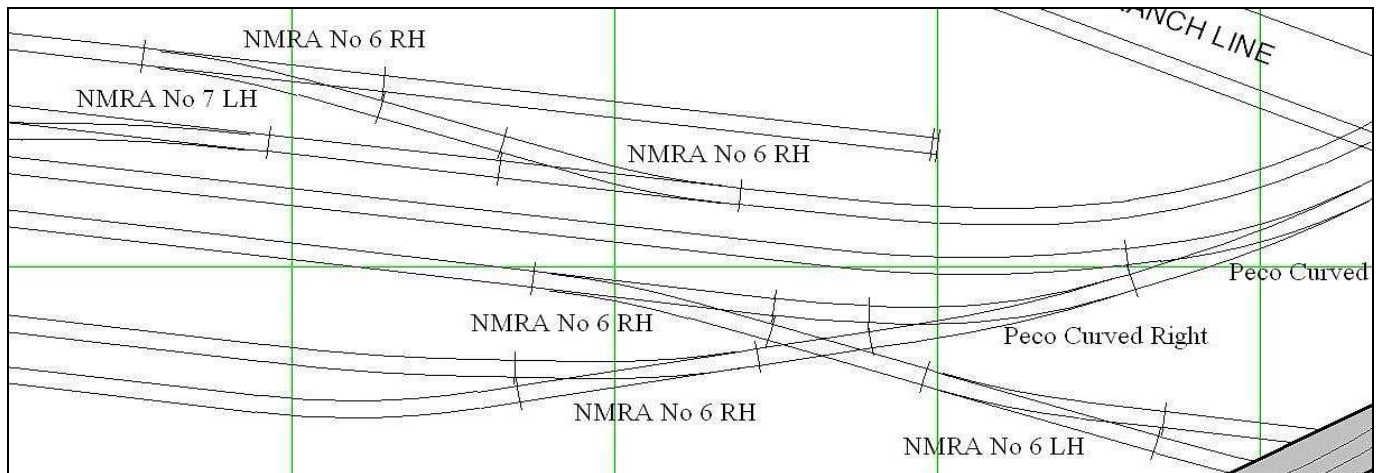 ANCH LINE
NMRA No 6 RH
NMRA No 7 LH
NMRA No 6 RH
Peco Curved
NMRA No 6 RH
Peco Curved Right
NMRA No 6 RH
NMRA No 6 LH